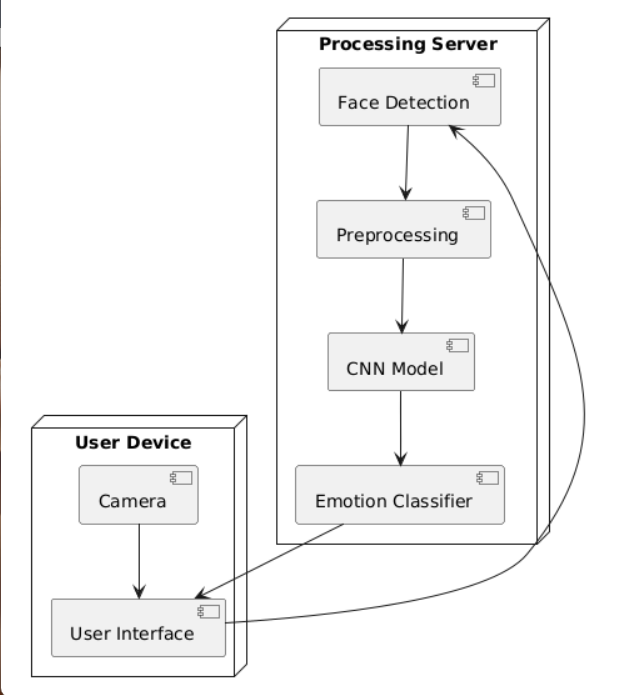 Processing Server
Face Detection
Preprocessing
CNN Model
Emotion Classifier
User Device
Camera
User Interface